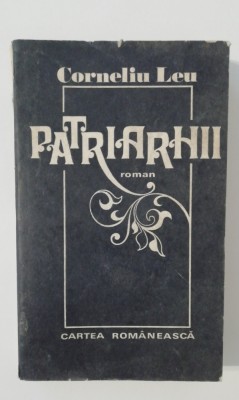 Corneliu Leu
PATRIARHII
roman
CARTEA ROMÂNEASCĂ